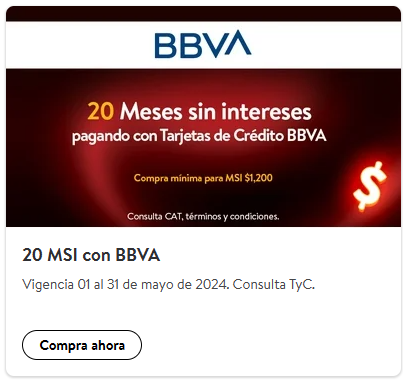 BBVA
20 Meses sin intereses
pagando con Tarjetas de Crédito BBVA
Compra mínima para MSI $1,200
$
Consulta CAT, términos y condiciones.
20 MSI con BBVA
Vigencia 01 al 31 de mayo de 2024. Consulta TyC.
Compra ahora